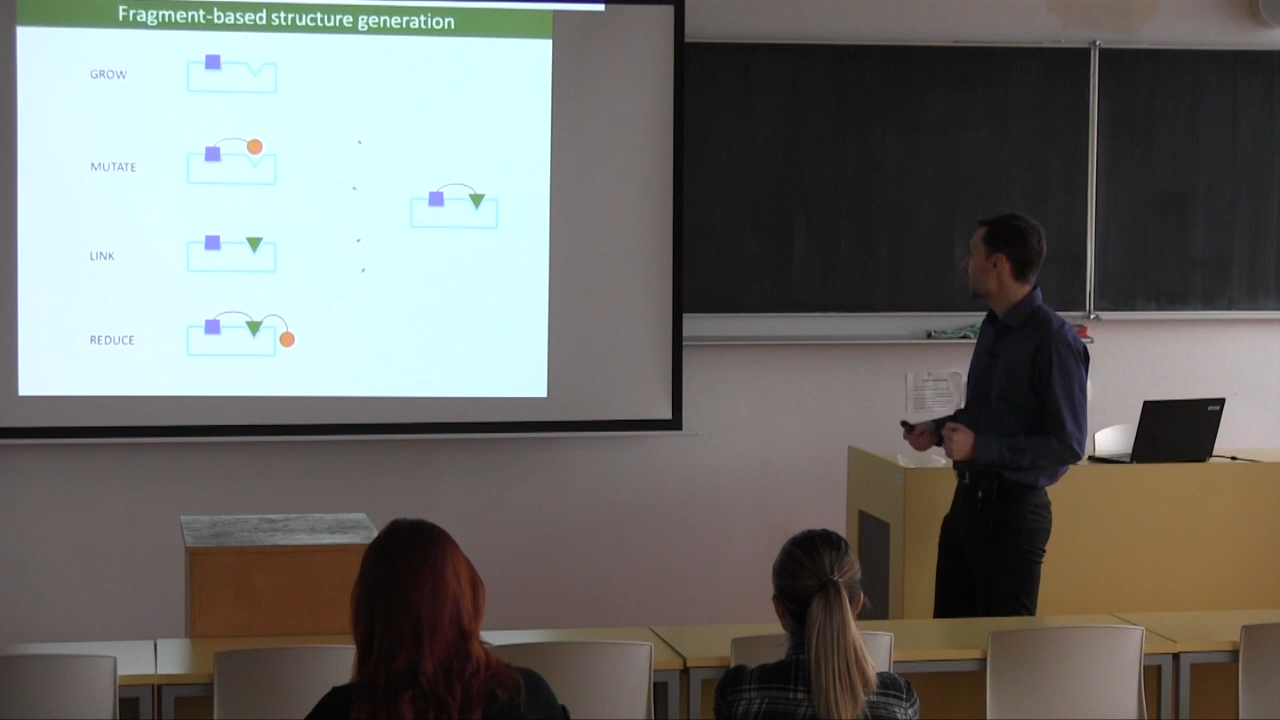 Fragment-based structure generation
GROW
MUTATE
LINK
REDUCE